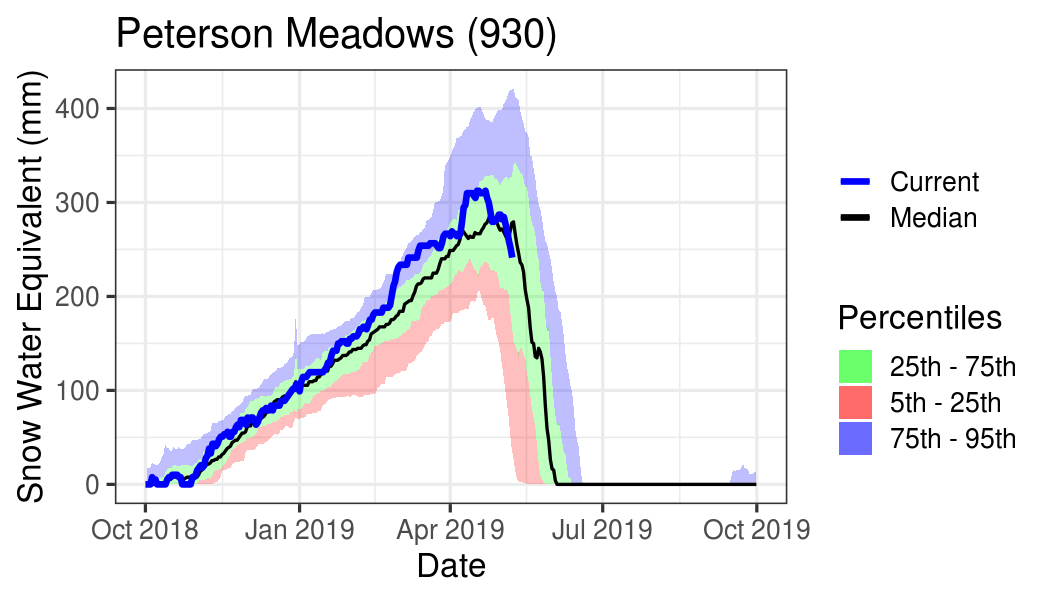 Peterson Meadows (930)
Snow Water Equivalent (mm)
400
300
200
100
0
Oct 2018
Jan 2019
Apr 2019
Jul 2019
Oct 2019
Date
Current
Median
Percentiles
25th - 75th
5th - 25th
75th - 95th